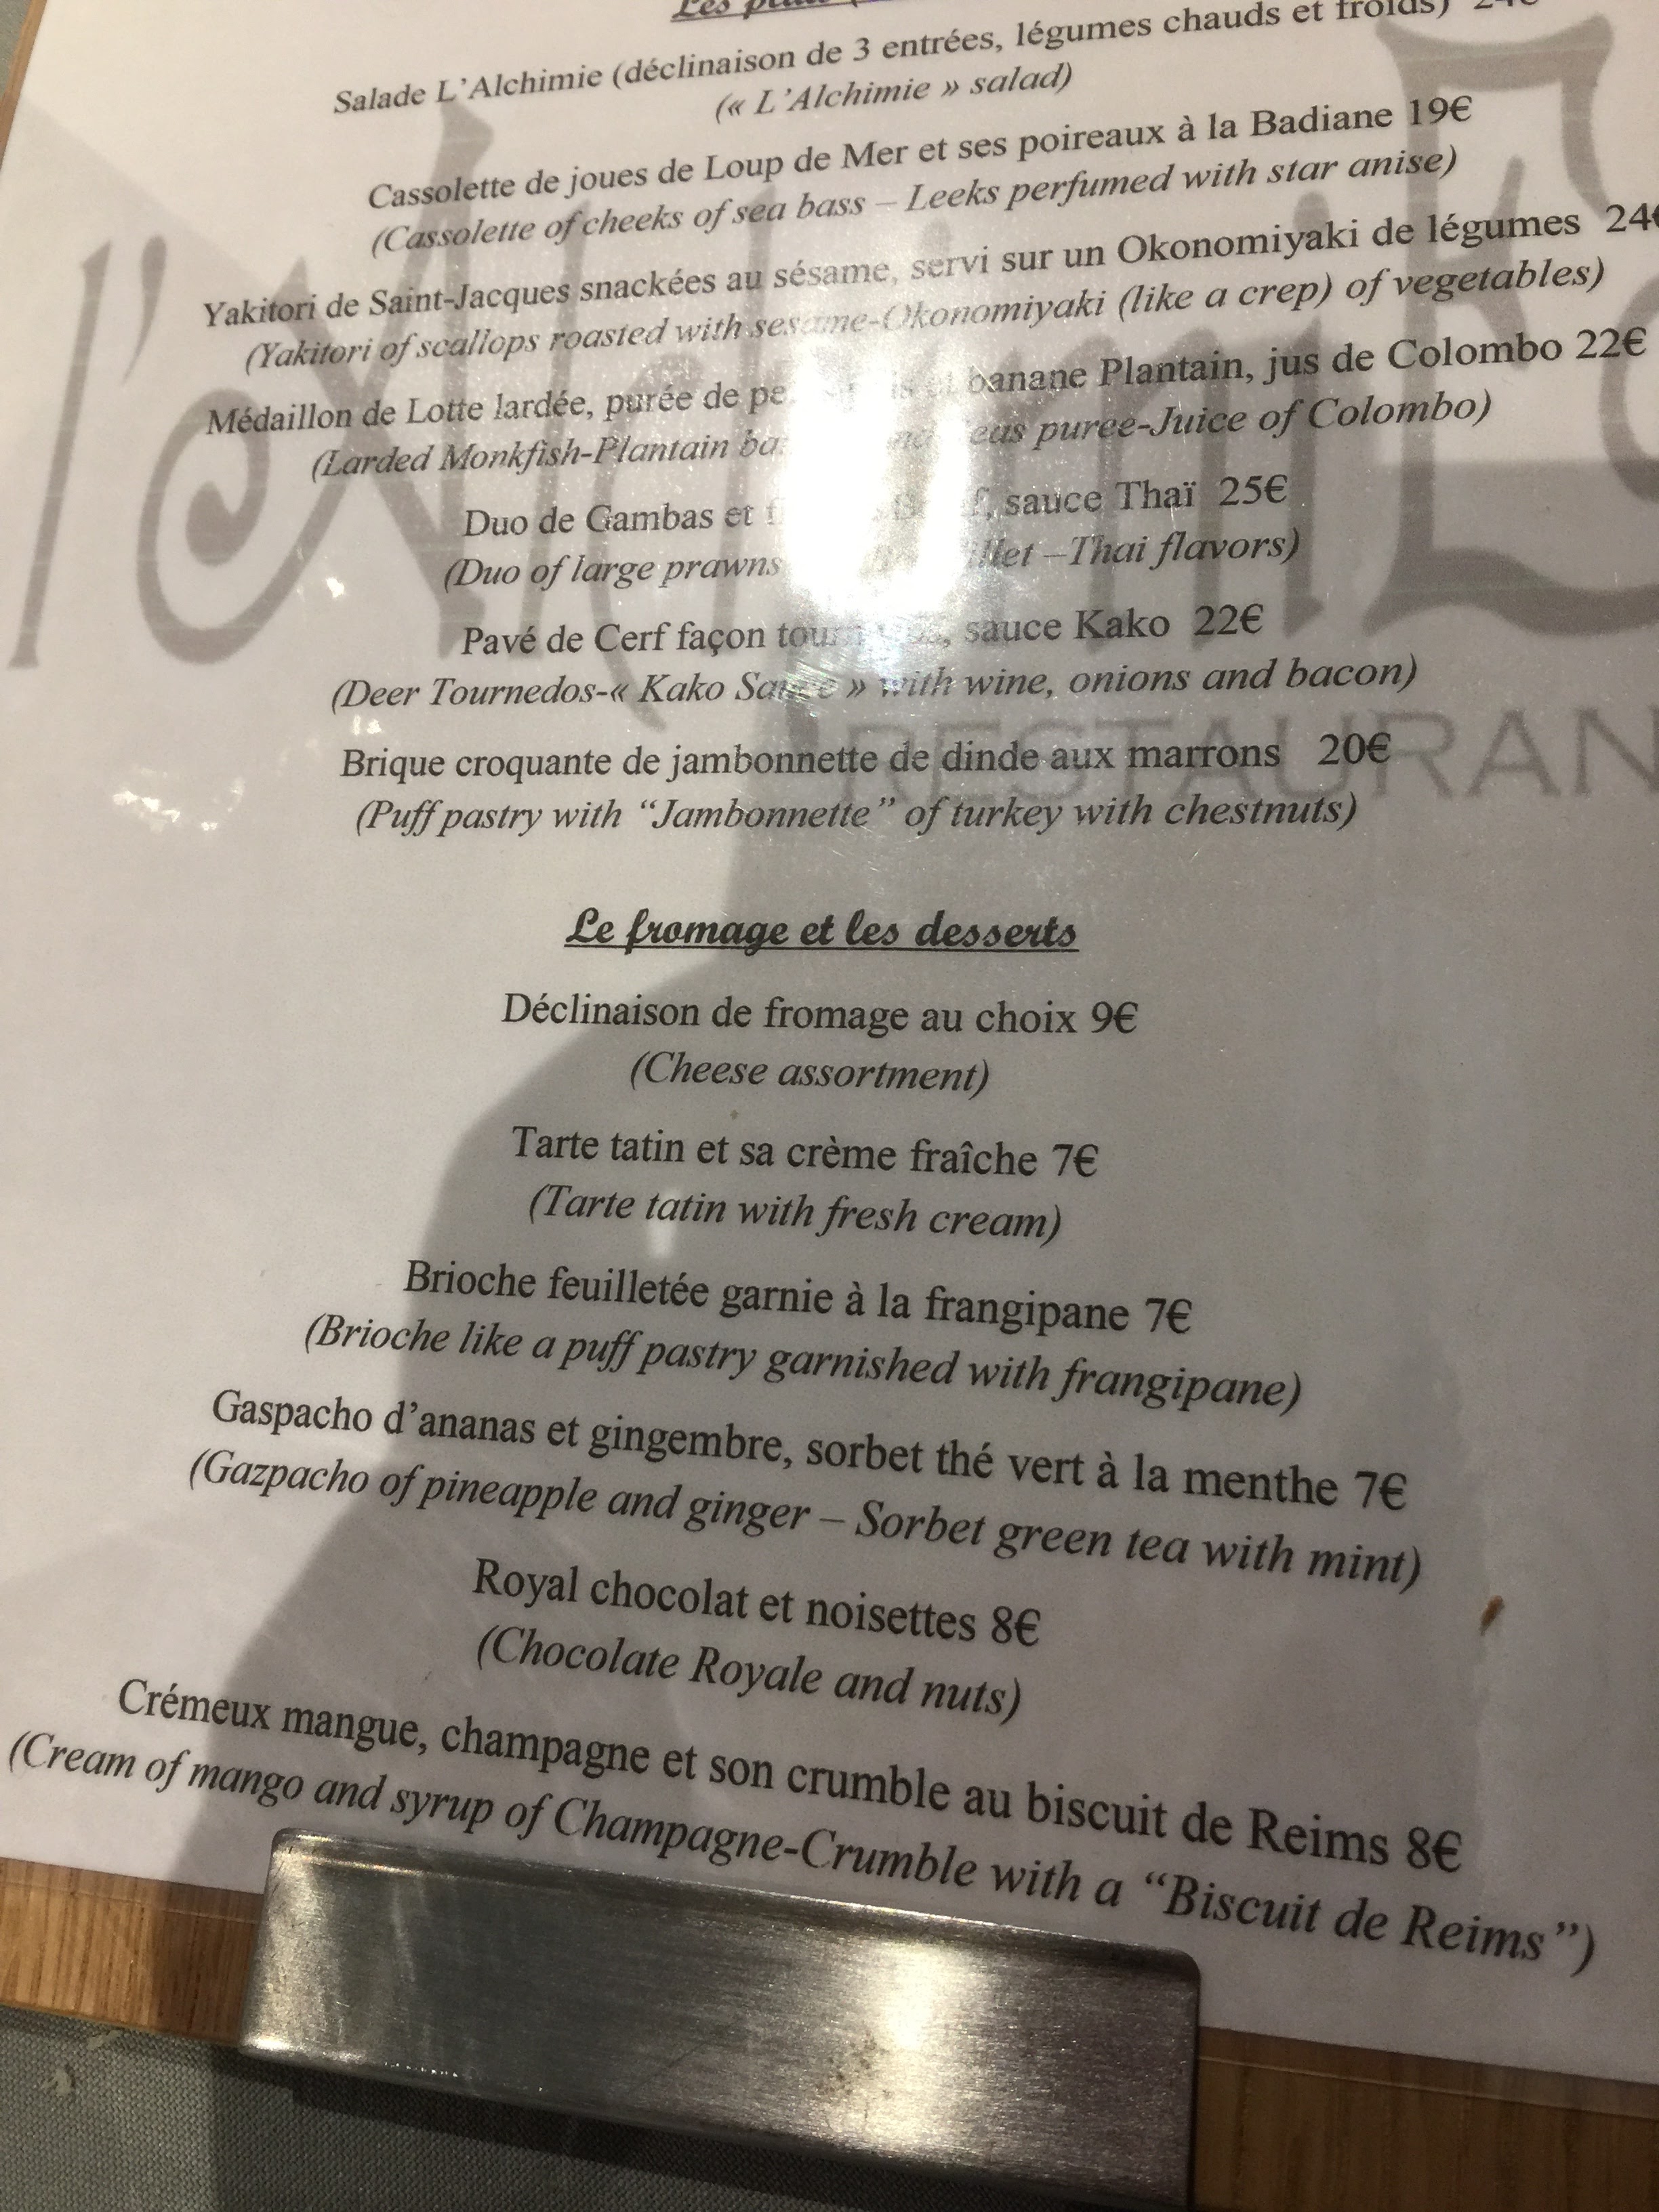 Les
Salade L'Alchimie (déclinaison de 3 entrées, légumes chauds et froids)
(« L'Alchimie » salad)
Cassolette de joues de Loup de Mer et ses poireaux à la Badiane 19€
(Cassolette of cheeks of sea bass – Leeks perfumed with star anise)
Yakitori de Saint-Jacques snackées au sésame, servi sur un Okonomiyaki de légumes 24€
(Yakitori of scallops roasted with sesame-Okonomiyaki (like a crep) of vegetables)
Médaillon de Lotte lardée, purée de banane Plantain, jus de Colombo 22€
(Larded Monkfish-Plantain puree-Juice of Colombo)
Duo de Gambas et sauce Thaï 25€
(Duo of large prawns –Thai flavors)
Pavé de Cerf façon sauce Kako 22€
(Deer Tournedos-« Kako Sauce » with wine, onions and bacon)
RESTAURAN
Brique croquante de jambonnette de dinde aux marrons 20€
(Puff pastry with “Jambonnette” of turkey with chestnuts)
Le fromage et les desserts
Déclinaison de fromage au choix 9€
(Cheese assortment)
Tarte tatin et sa crème fraîche 7€
(Tarte tatin with fresh cream)
Brioche feuilletée garnie à la frangipane 7€
(Brioche like a puff pastry garnished with frangipane)
Gaspacho d'ananas et gingembre, sorbet thé vert à la menthe 7€
(Gazpacho of pineapple and ginger – Sorbet green tea with mint)
Royal chocolat et noisettes 8€
(Chocolate Royale and nuts)
Crémeux mangue, champagne et son crumble au biscuit de Reims 8€
(Cream of mango and syrup of Champagne-Crumble with a “Biscuit de Reims”)